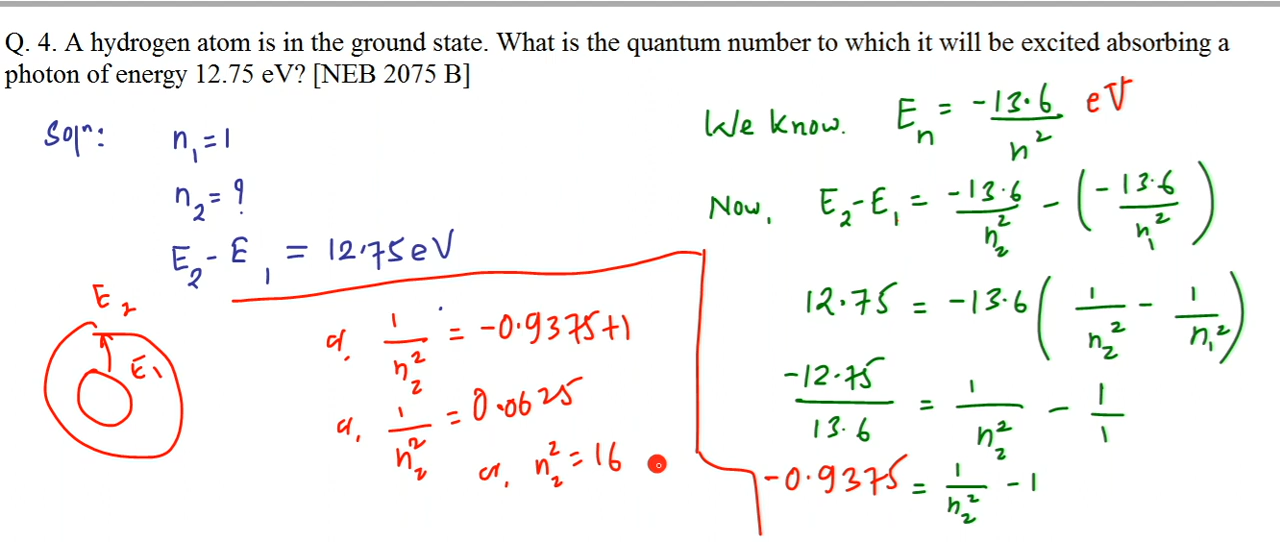 Q. 4. A hydrogen atom is in the ground state. What is the quantum number to which it will be excited absorbing a
photon of energy 12.75 eV? [NEB 2075 B]
Solⁿ: n₁ = 1
n₂ = ?
E₂ - E₁ = 12.75 eV
E₂
E₁
We know. Eₙ = -13.6/n² eV
Now, E₂-E₁ = -13.6/n₂² - (-13.6/n₁²)
12.75 = -13.6 (1/n₂² - 1/n₁²)
-12.75/13.6 = 1/n₂² - 1/1
-0.9375 = 1/n₂² - 1
or, 1/n₂² = -0.9375+1
or, 1/n₂² = 0.0625
or, n₂² = 16